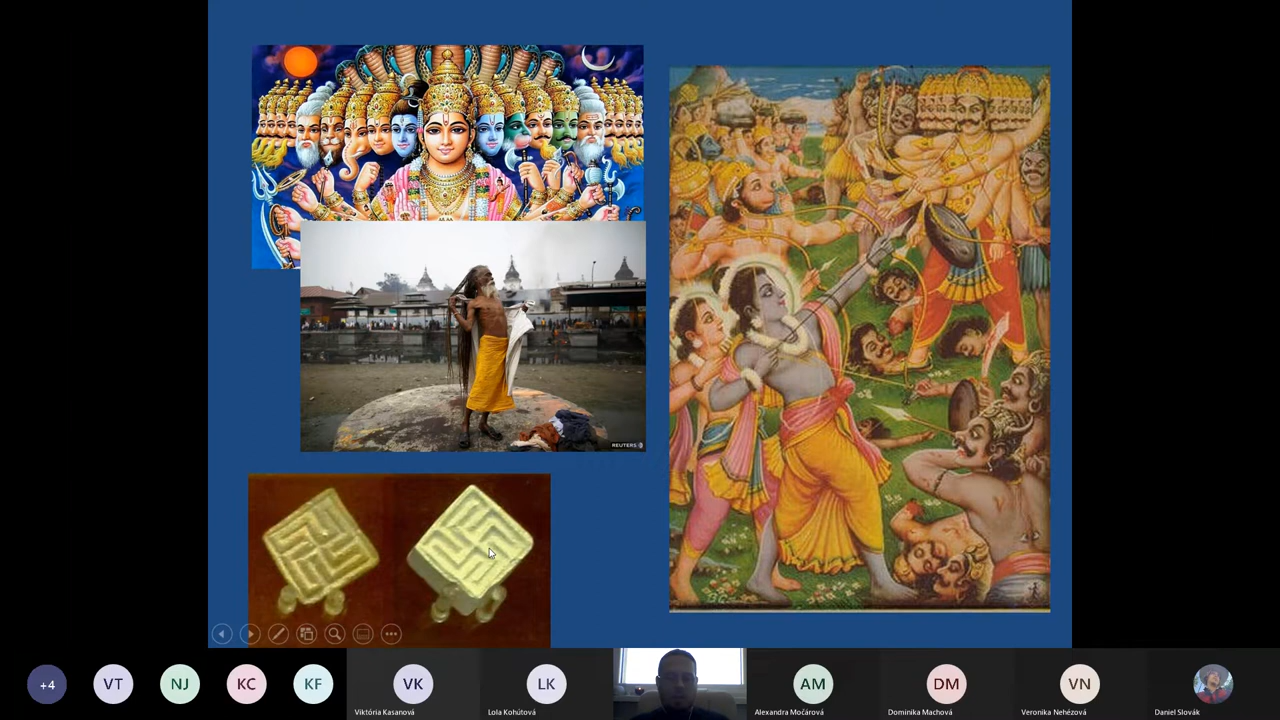 REUTERS
+4
VT
NJ
KC
KF
VK
Viktória Kasanová
LK
Lola Kohútová
AM
Alexandra Močárová
DM
Dominika Machová
VN
Veronika Nehézová
Daniel Slovák